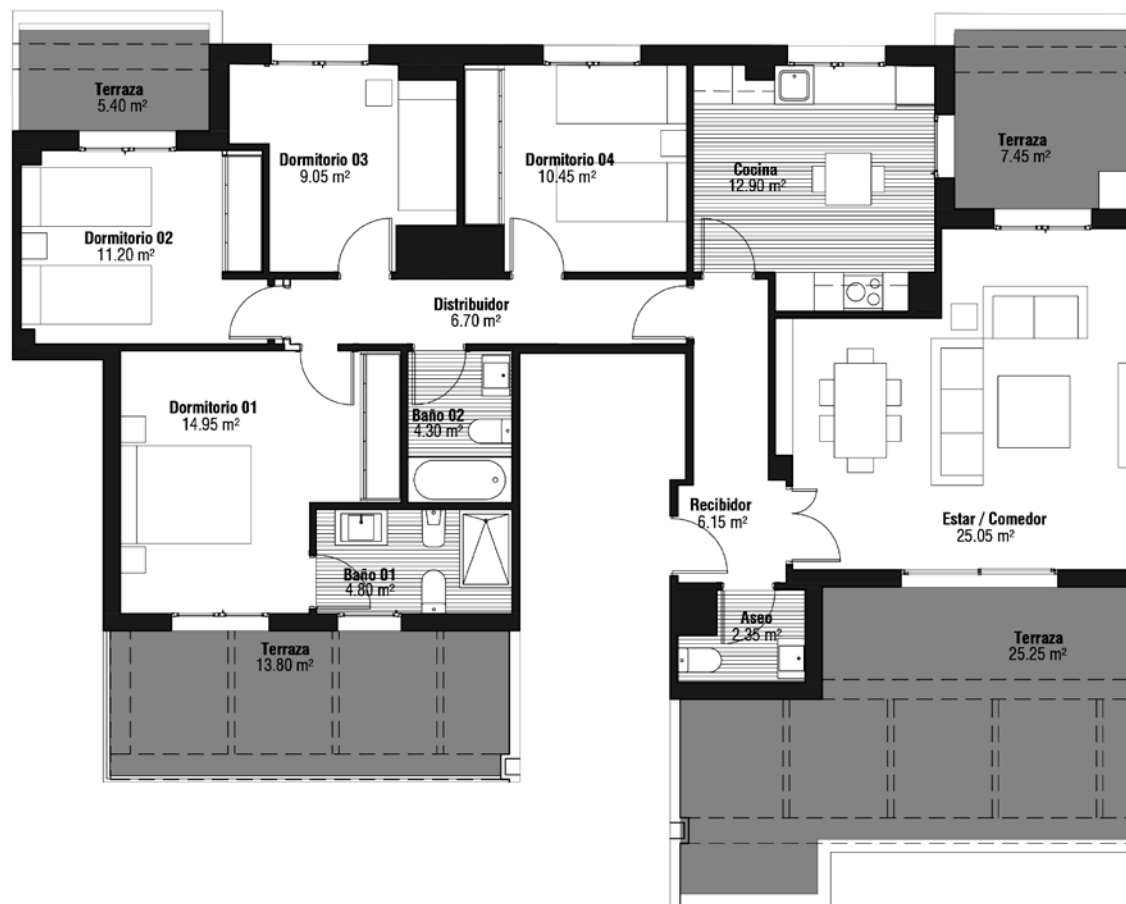 Terraza
5.40 m²
Dormitorio 03
9.05 m²
Dormitorio 04
10.45 m²
Cocina
12.90 m²
Terraza
7.45 m²
Dormitorio 02
11.20 m²
Distribuidor
6.70 m²
Dormitorio 01
14.95 m²
Baño 02
4.30 m²
Recibidor
6.15 m²
Estar / Comedor
25.05 m²
Baño 01
4.80 m²
Aseo
2.35 m²
Terraza
13.80 m²
Terraza
25.25 m²